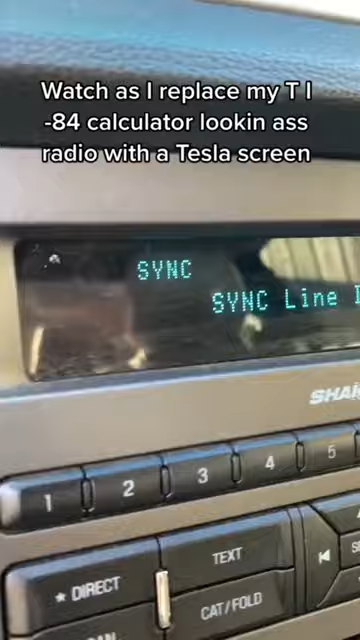 Watch as I replace my T I
-84 calculator lookin ass
radio with a Tesla screen
SYNC
SYNC Line
1 2 3 4 5
TEXT
★ DIRECT
CAT/FOLD